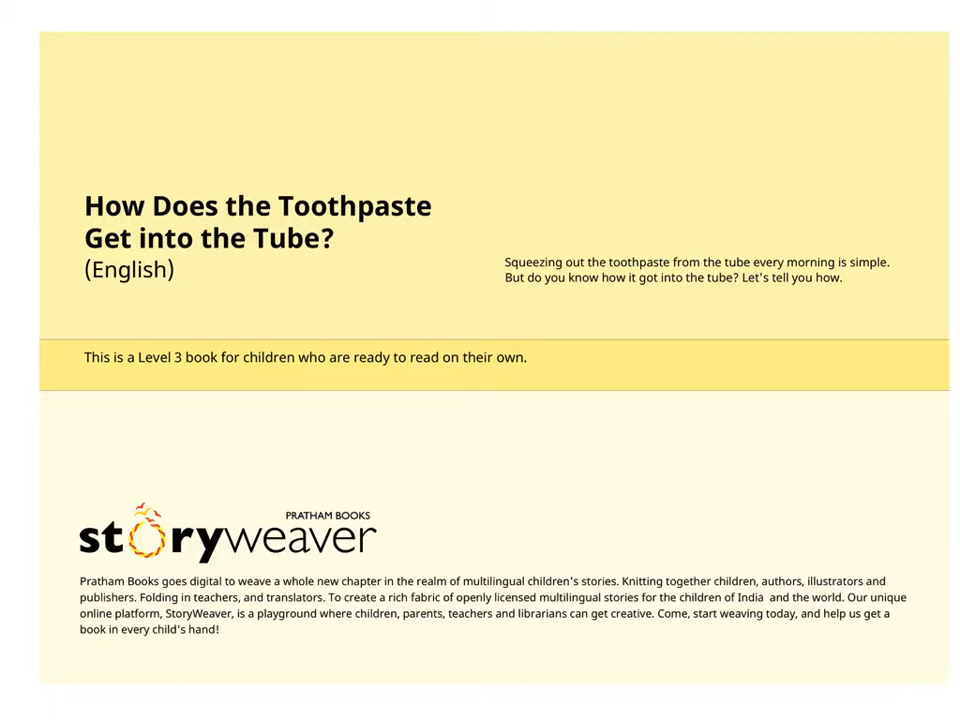 How Does the Toothpaste
Get into the Tube?
(English)
Squeezing out the toothpaste from the tube every morning is simple.
But do you know how it got into the tube? Let's tell you how.
This is a Level 3 book for children who are ready to read on their own.
PRATHAM BOOKS
storyweaver
Pratham Books goes digital to weave a whole new chapter in the realm of multilingual children's stories. Knitting together children, authors, illustrators and
publishers. Folding in teachers, and translators. To create a rich fabric of openly licensed multilingual stories for the children of India and the world. Our unique
online platform, StoryWeaver, is a playground where children, parents, teachers and librarians can get creative. Come, start weaving today, and help us get a
book in every child's hand!